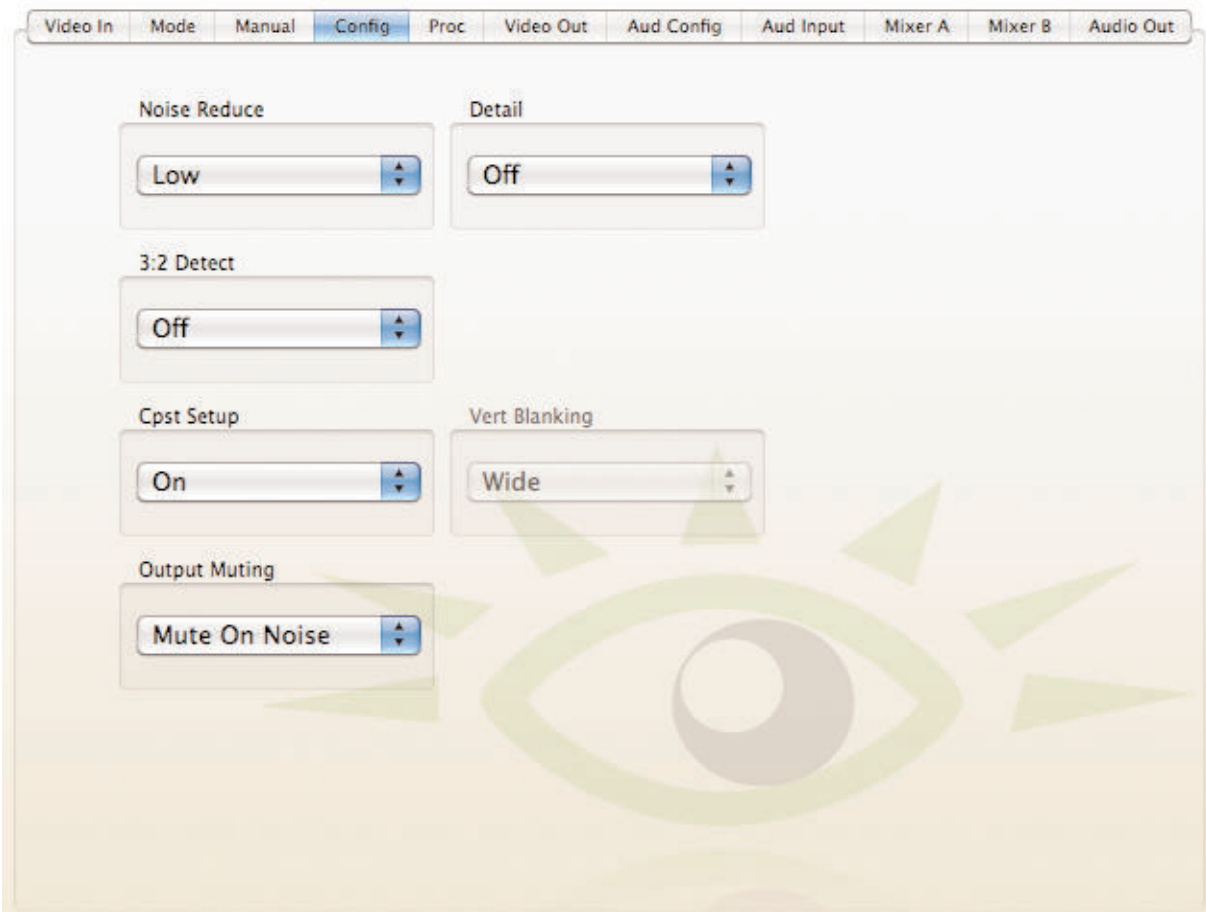 Video In Mode Manual Config Proc Video Out Aud Config Aud Input Mixer A Mixer B Audio Out
Noise Reduce Detail
Low Off
3:2 Detect
Off
Cpst Setup Vert Blanking
On Wide
Output Muting
Mute On Noise